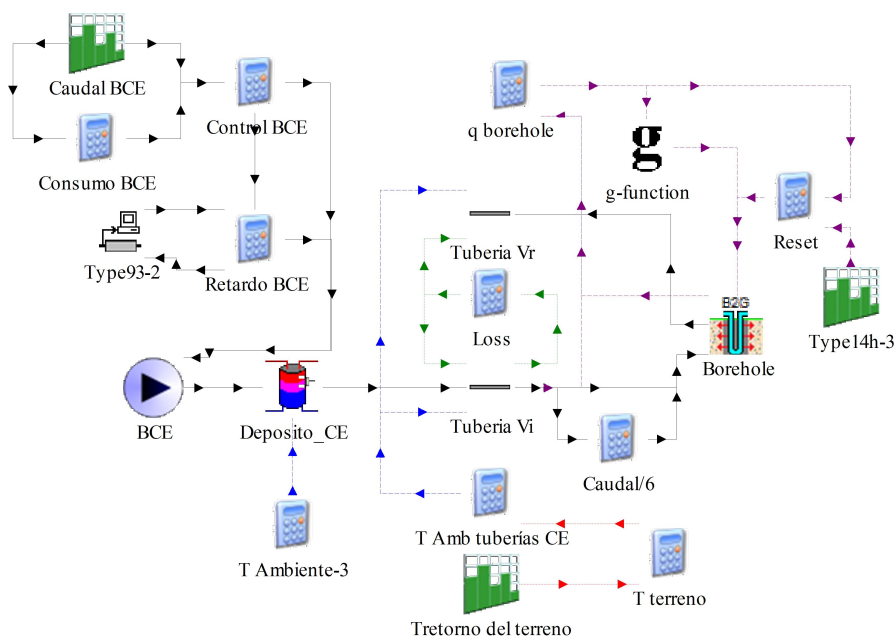 Caudal BCE
Control BCE
q borehole
g
g-function
Consumo BCE
Reset
Type93-2
Retardo BCE
Tuberia Vr
Loss
B2G
Type14h-3
Borehole
BCE
Deposito_CE
Tuberia Vi
Caudal/6
T Ambiente-3
T Amb tuberías CE
T terreno
Tretorno del terreno